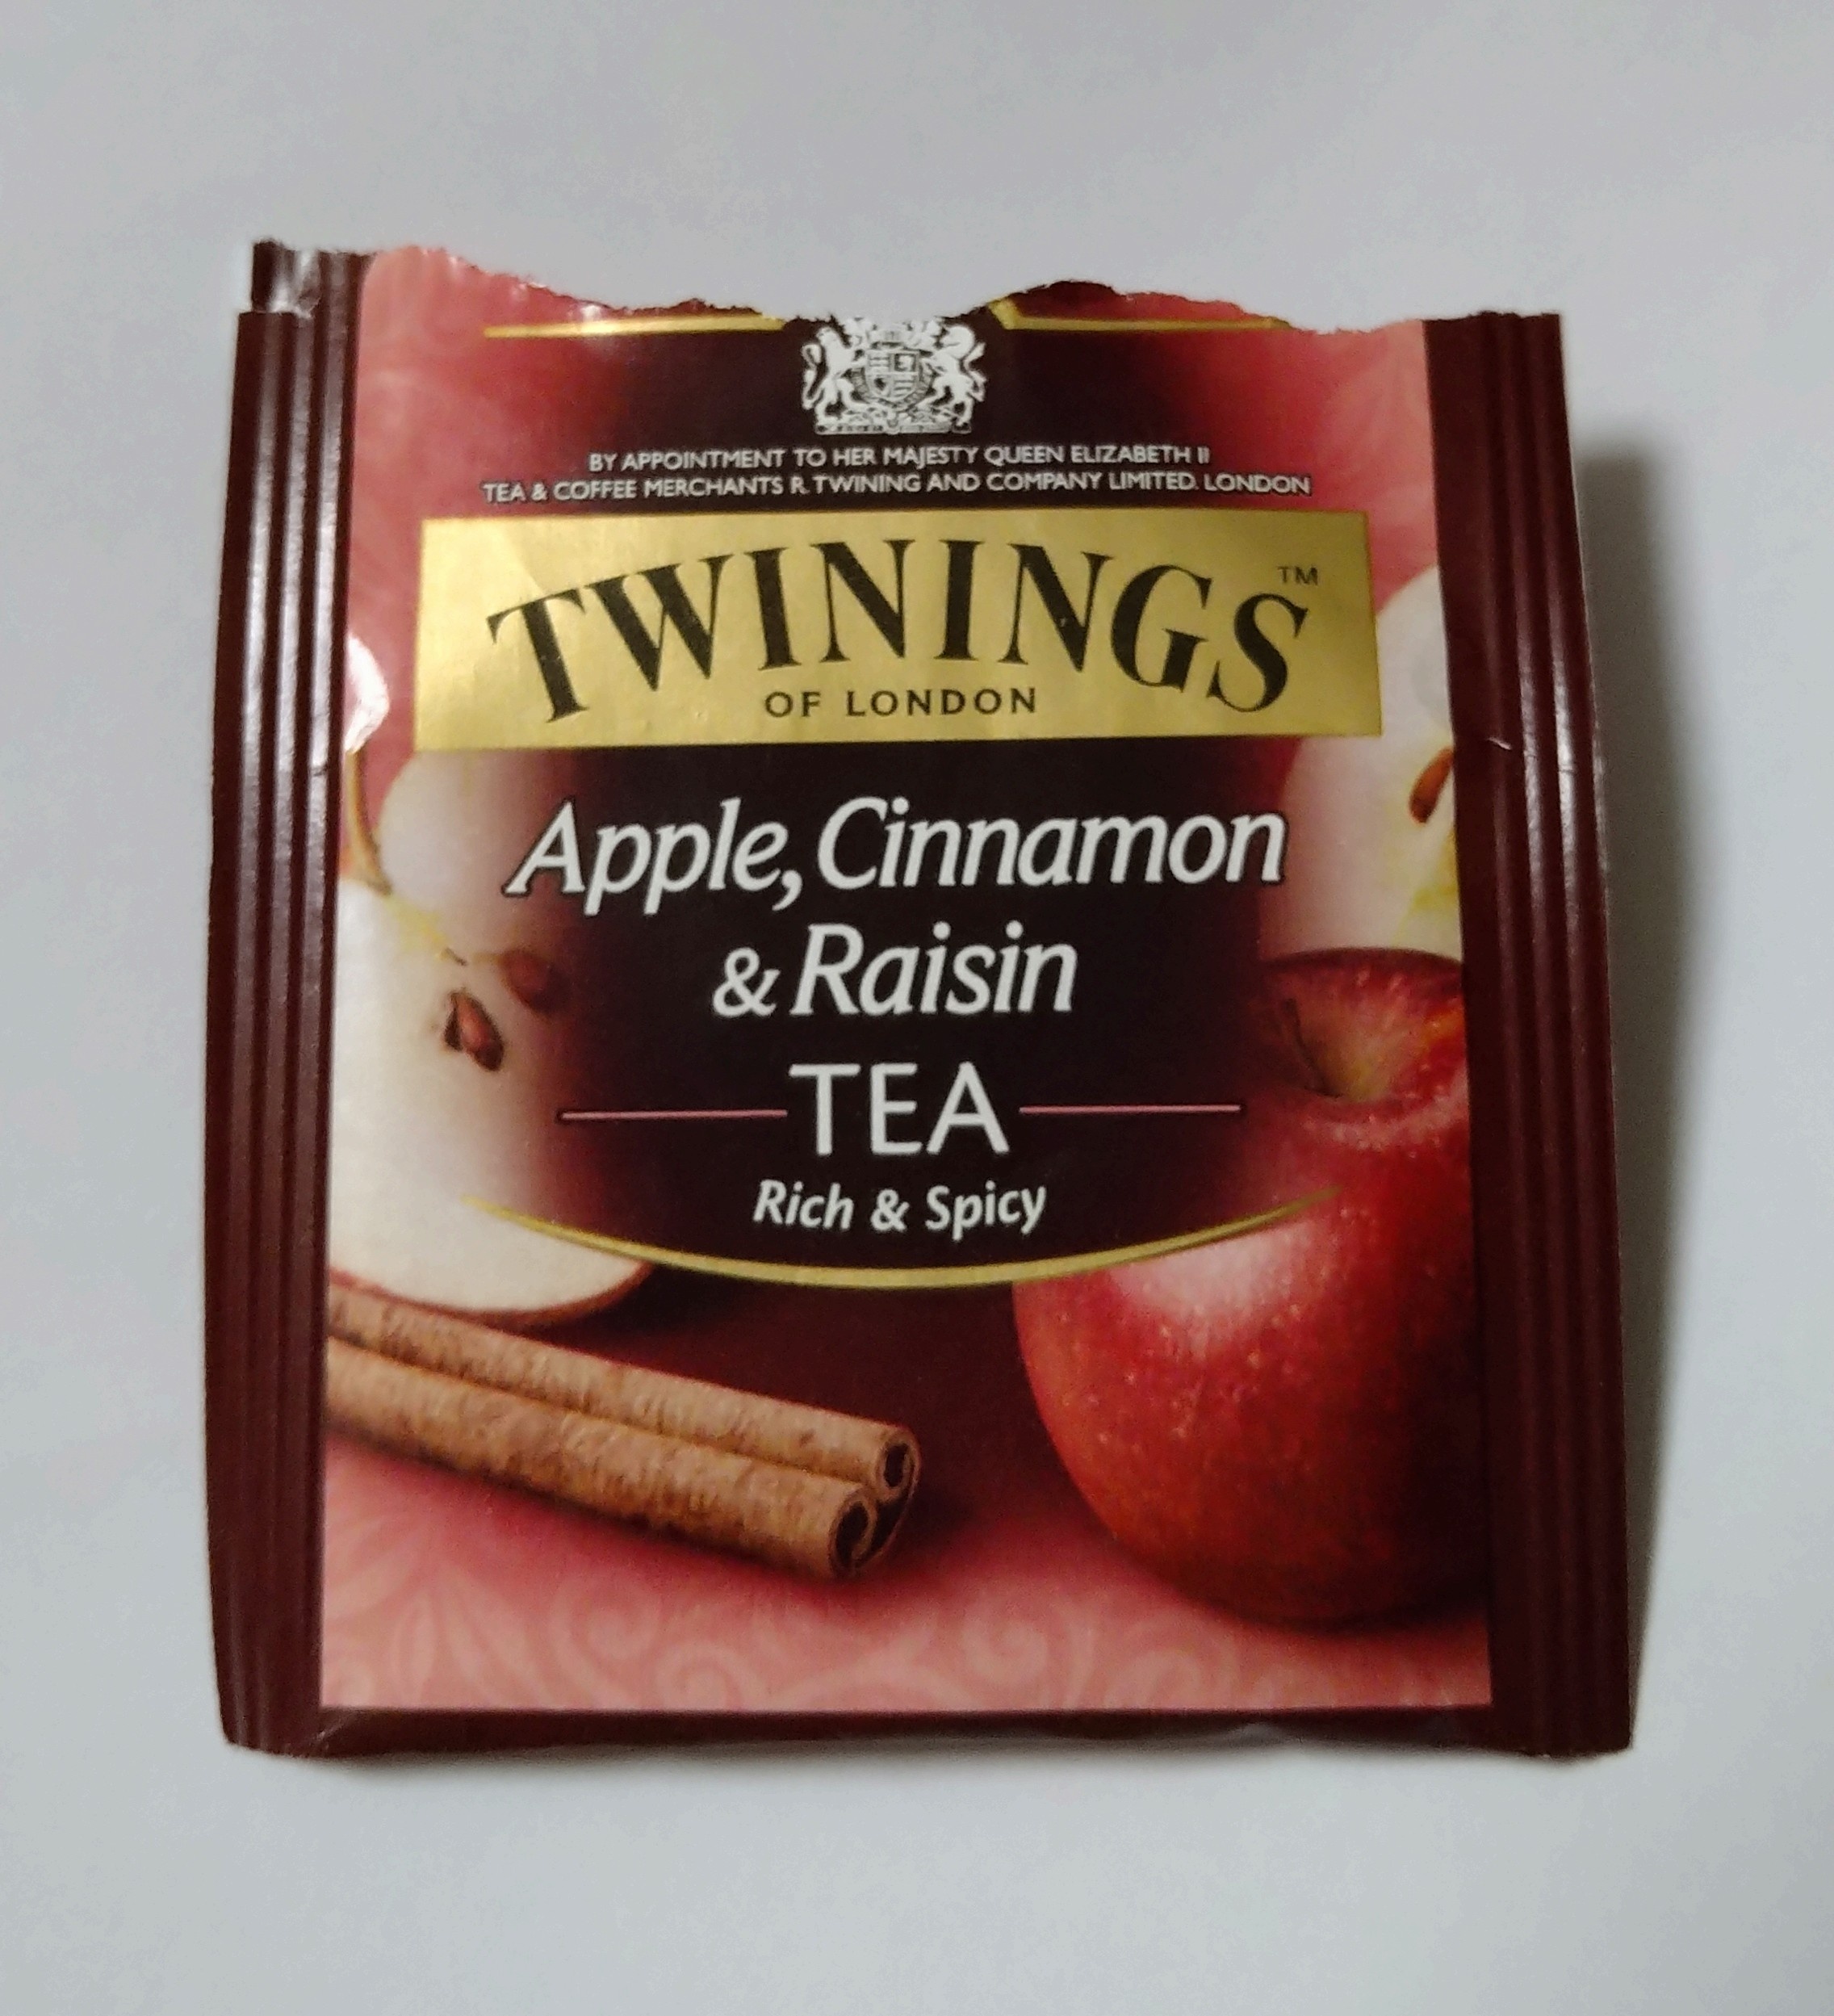 BY APPOINTMENT TO HER MAJESTY QUEEN ELIZABETH II
TEA & COFFEE MERCHANTS R. TWINING AND COMPANY LIMITED. LONDON
TWININGS™
OF LONDON
Apple, Cinnamon
& Raisin
TEA
Rich & Spicy